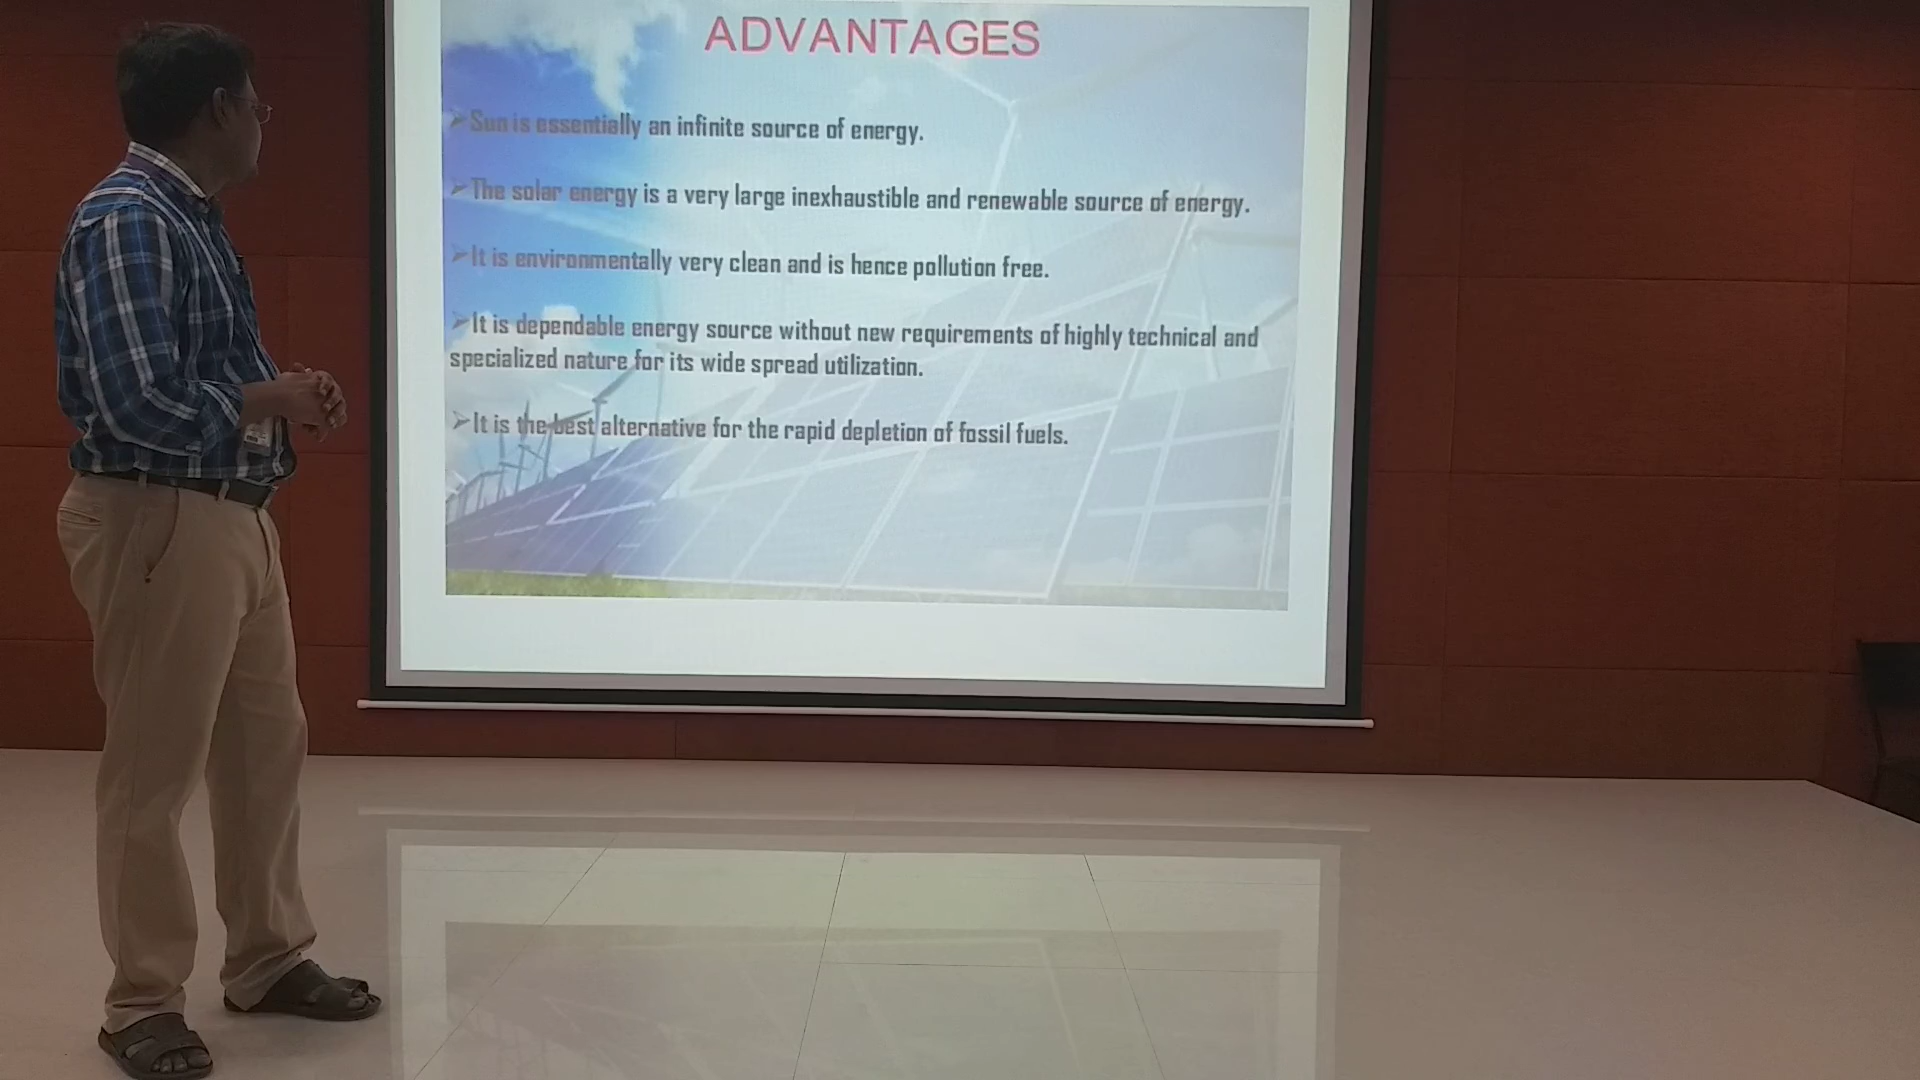 ADVANTAGES
➢Sun is essentially an infinite source of energy.
➢The solar energy is a very large inexhaustible and renewable source of energy.
➢It is environmentally very clean and is hence pollution free.
➢It is dependable energy source without new requirements of highly technical and
specialized nature for its wide spread utilization.
➢It is the best alternative for the rapid depletion of fossil fuels.